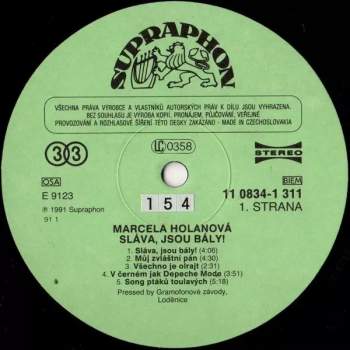 SUPRAPHON
VŠECHNA PRÁVA VÝROBCE A VLASTNÍKŮ AUTORSKÝCH PRÁV K DÍLU JSOU VYHRAZENA.
BEZ SOUHLASU JE VÝROBA KOPIÍ, PRONÁJEM, PŮJČOVÁNÍ, VEŘEJNÉ
PROVOZOVÁNÍ A ROZHLASOVÉ ŠÍŘENÍ TÉTO DESKY ZAKÁZÁNO - MADE IN CZECHOSLOVAKIA
33
LC 0358
STEREO
OSA
BIEM
E 9123
154
11 0834-1 311
1. STRANA
℗ 1991 Supraphon
91 1
MARCELA HOLANOVÁ
SLÁVA, JSOU BÁLY!
1. Sláva, jsou bály! (4:06)
2. Můj zvláštní pán (4:30)
3. Všechno je olrajt (2:51)
4. V černém jak Depeche Mode (3:51)
5. Song ptáků toulavých (5:18)
Pressed by Gramofonové závody,
Loděnice